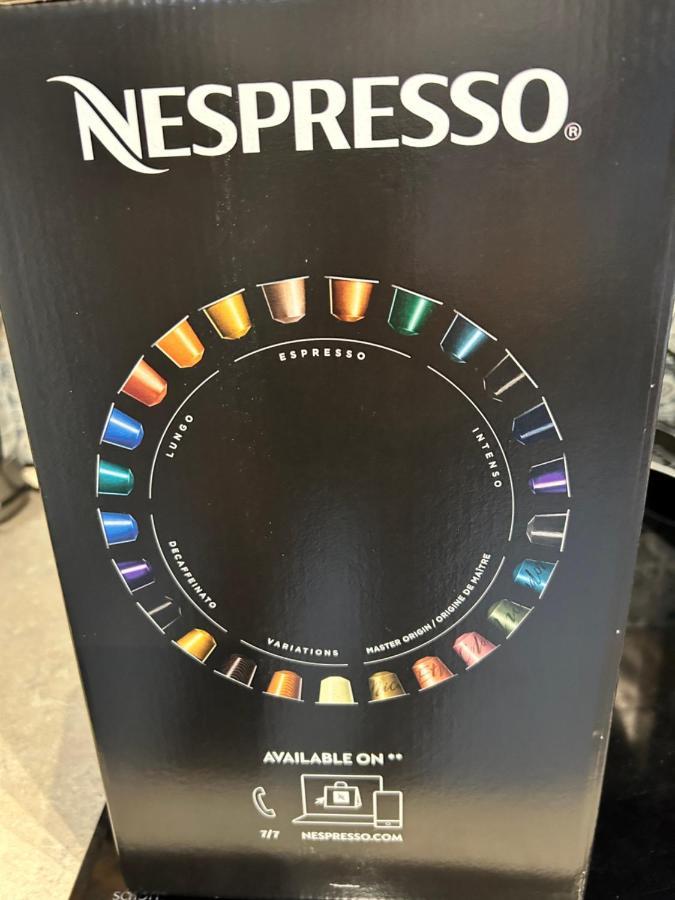 NESPRESSO®
ESPRESSO
LUNGO
INTENSO
DECAFFEINATO
VARIATIONS
MASTER ORIGIN / ORIGINE DE MAÎTRE
AVAILABLE ON **
7/7
NESPRESSO.COM